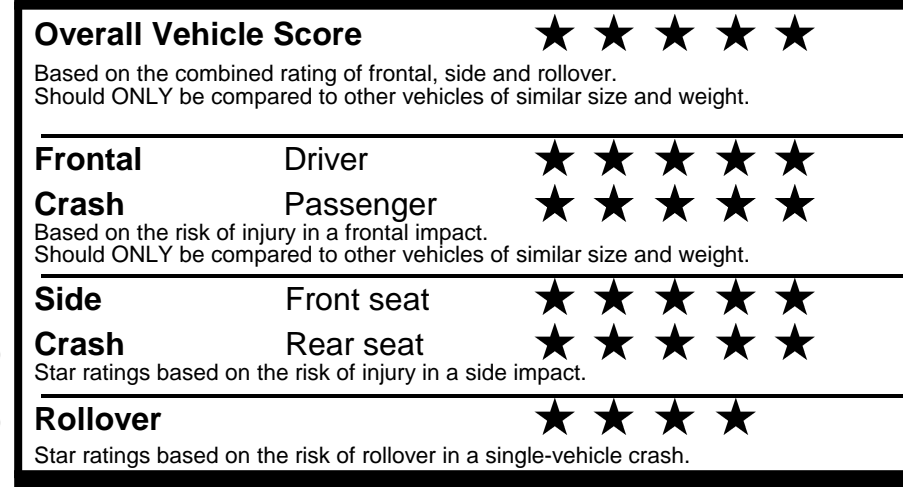 Overall Vehicle Score ★ ★ ★ ★ ★
Based on the combined rating of frontal, side and rollover.
Should ONLY be compared to other vehicles of similar size and weight.
Frontal Driver ★ ★ ★ ★ ★
Crash Passenger ★ ★ ★ ★ ★
Based on the risk of injury in a frontal impact.
Should ONLY be compared to other vehicles of similar size and weight.
Side Front seat ★ ★ ★ ★ ★
Crash Rear seat ★ ★ ★ ★ ★
Star ratings based on the risk of injury in a side impact.
Rollover ★ ★ ★ ★
Star ratings based on the risk of rollover in a single-vehicle crash.